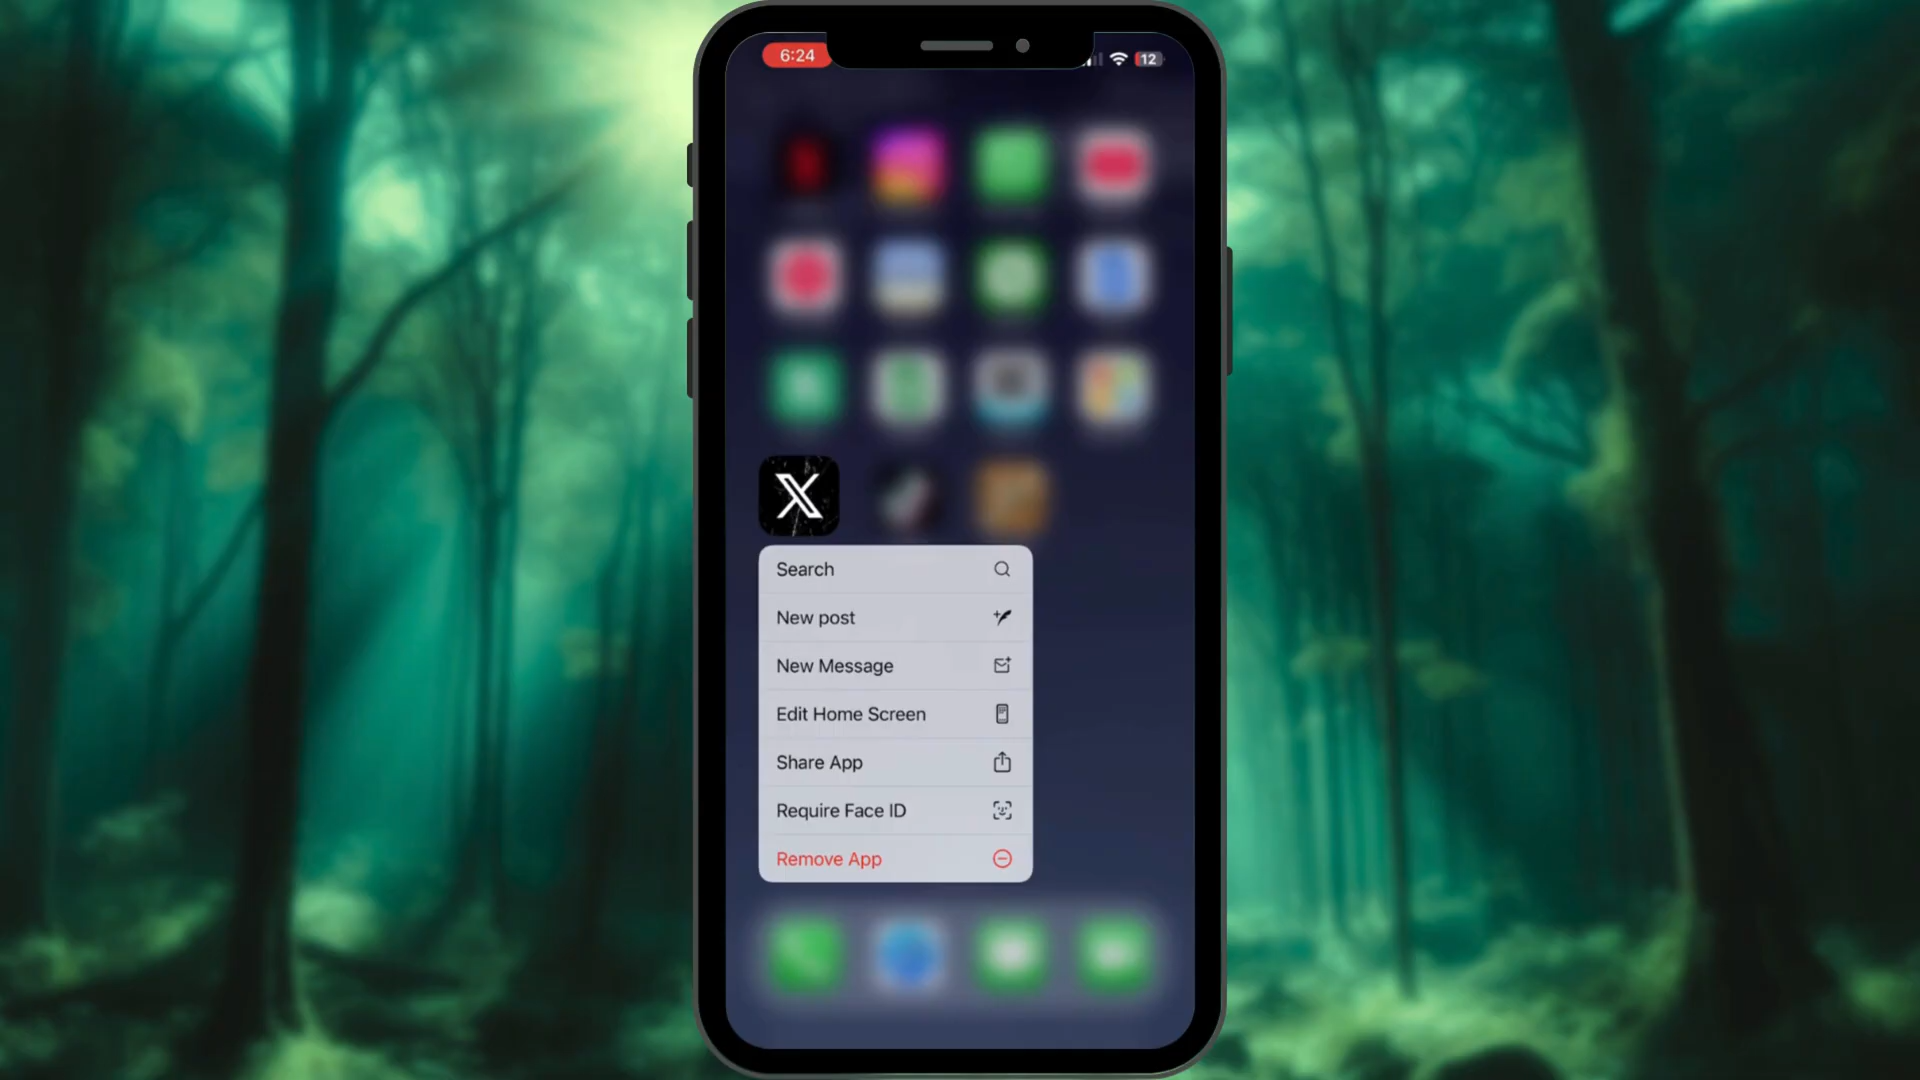 6:24
12
X
Search
New post
New Message
Edit Home Screen
Share App
Require Face ID
Remove App